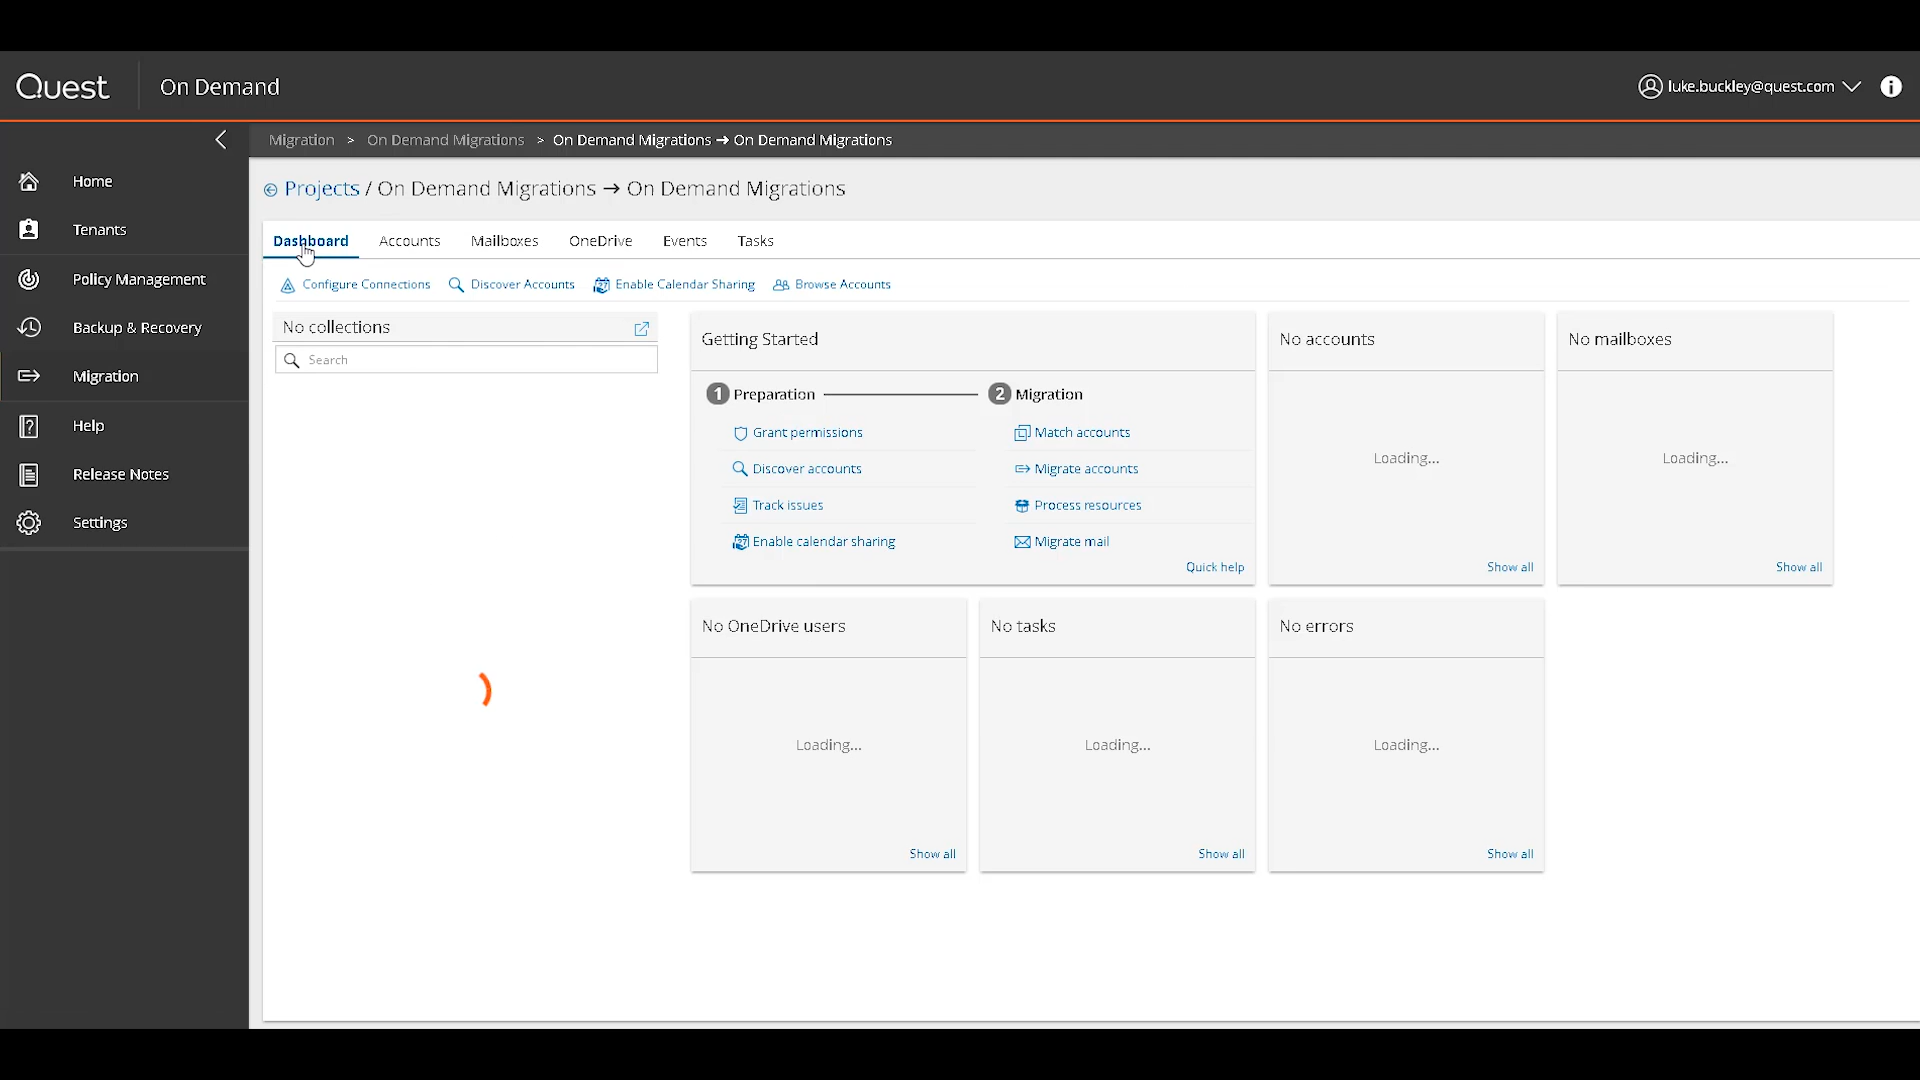 Quest
On Demand
luke.buckley@quest.com
Migration > On Demand Migrations > On Demand Migrations → On Demand Migrations
Home
Tenants
Policy Management
Backup & Recovery
Migration
Help
Release Notes
Settings
Projects / On Demand Migrations → On Demand Migrations
Dashboard Accounts Mailboxes OneDrive Events Tasks
Configure Connections Discover Accounts Enable Calendar Sharing Browse Accounts
No collections
Search
Getting Started
1 Preparation
Grant permissions
Discover accounts
Track issues
Enable calendar sharing
2 Migration
Match accounts
Migrate accounts
Process resources
Migrate mail
Quick help
No accounts
Loading...
Show all
No mailboxes
Loading...
Show all
No OneDrive users
Loading...
Show all
No tasks
Loading...
Show all
No errors
Loading...
Show all